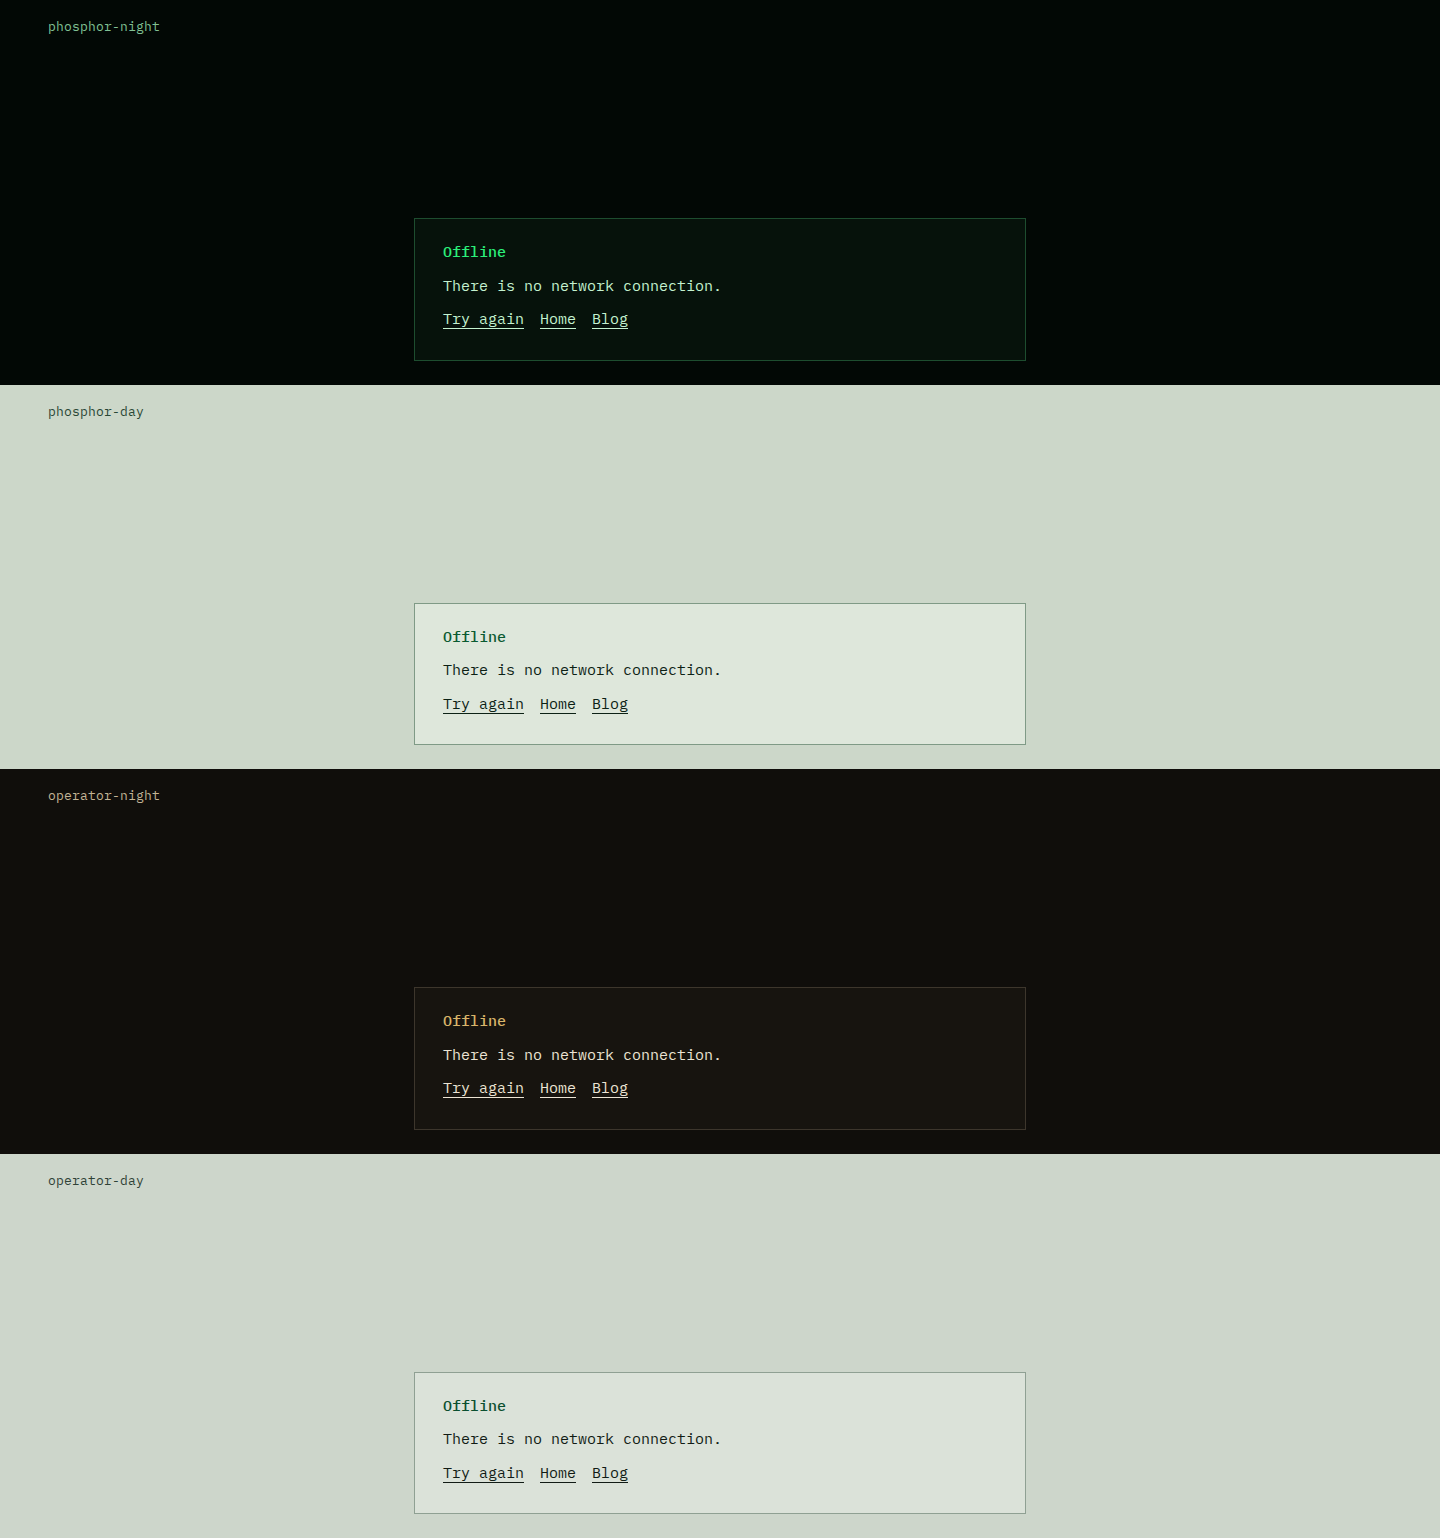 phosphor-night
Offline
There is no network connection.
Try again Home Blog
phosphor-day
Offline
There is no network connection.
Try again Home Blog
operator-night
Offline
There is no network connection.
Try again Home Blog
operator-day
Offline
There is no network connection.
Try again Home Blog